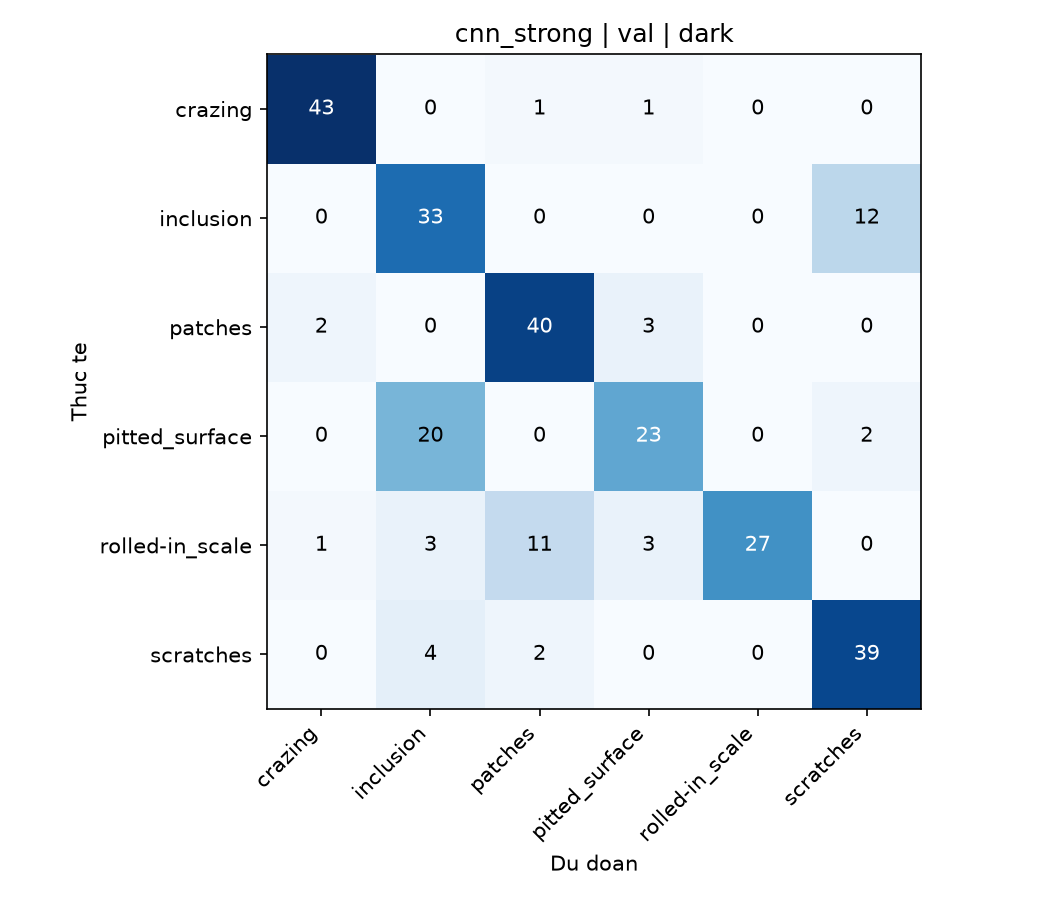 cnn_strong | val | dark
crazing 43 0 1 1 0 0
inclusion 0 33 0 0 0 12
patches 2 0 40 3 0 0
Thuc te
pitted_surface 0 20 0 23 0 2
rolled-in_scale 1 3 11 3 27 0
scratches 0 4 2 0 0 39
crazing inclusion patches pitted_surface rolled-in_scale scratches
Du doan